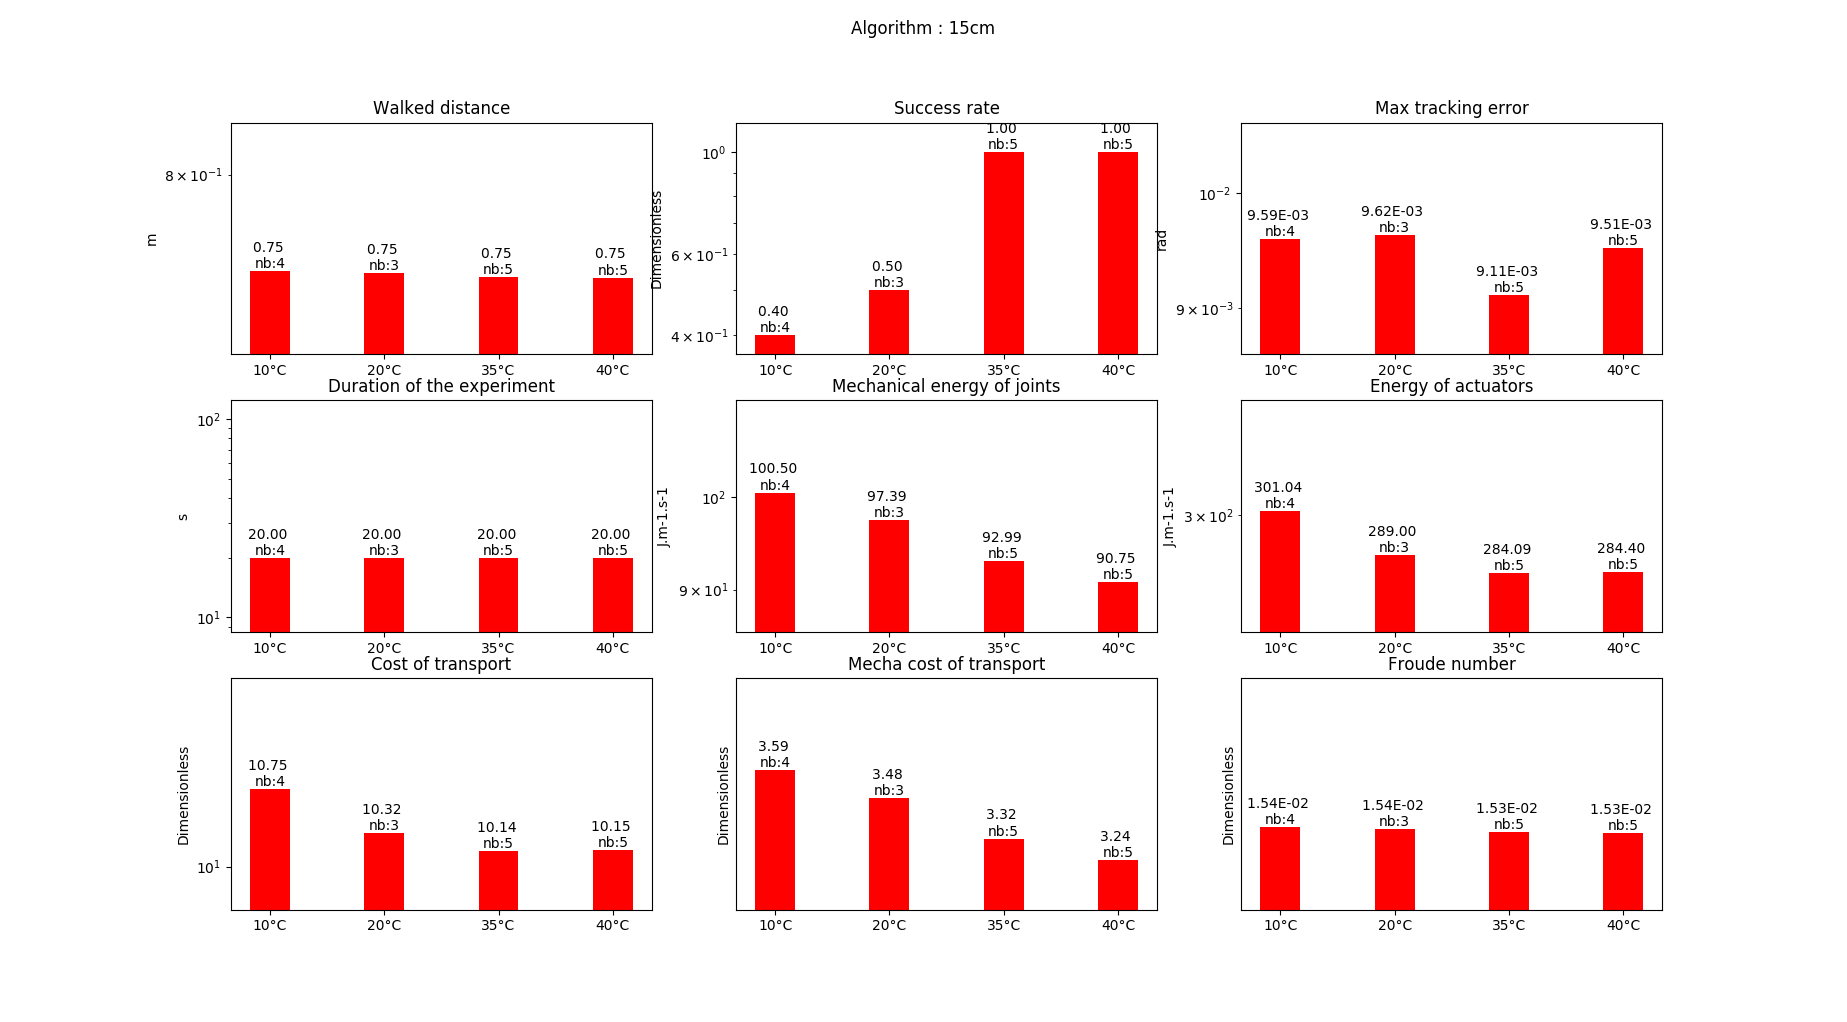 Algorithm : 15cm
Walked distance
m
8 × 10⁻¹
0.75
nb:4
0.75
nb:3
0.75
nb:5
0.75
nb:5
10°C 20°C 35°C 40°C
Success rate
Dimensionless
10⁰
6 × 10⁻¹
4 × 10⁻¹
0.40
nb:4
0.50
nb:3
1.00
nb:5
1.00
nb:5
10°C 20°C 35°C 40°C
Max tracking error
rad
10⁻²
9 × 10⁻³
9.59E-03
nb:4
9.62E-03
nb:3
9.11E-03
nb:5
9.51E-03
nb:5
10°C 20°C 35°C 40°C
Duration of the experiment
s
10²
10¹
20.00
nb:4
20.00
nb:3
20.00
nb:5
20.00
nb:5
10°C 20°C 35°C 40°C
Mechanical energy of joints
J.m-1.s-1
10²
9 × 10¹
100.50
nb:4
97.39
nb:3
92.99
nb:5
90.75
nb:5
10°C 20°C 35°C 40°C
Energy of actuators
J.m-1.s-1
3 × 10²
301.04
nb:4
289.00
nb:3
284.09
nb:5
284.40
nb:5
10°C 20°C 35°C 40°C
Cost of transport
Dimensionless
10¹
10.75
nb:4
10.32
nb:3
10.14
nb:5
10.15
nb:5
10°C 20°C 35°C 40°C
Mecha cost of transport
Dimensionless
3.59
nb:4
3.48
nb:3
3.32
nb:5
3.24
nb:5
10°C 20°C 35°C 40°C
Froude number
Dimensionless
1.54E-02
nb:4
1.54E-02
nb:3
1.53E-02
nb:5
1.53E-02
nb:5
10°C 20°C 35°C 40°C